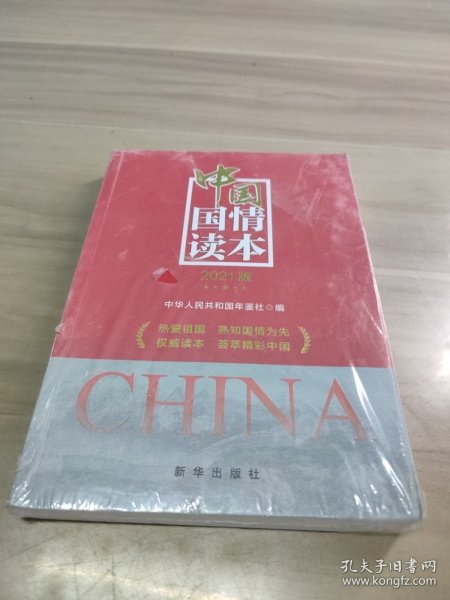 中国
国情
读本
2021版
中华人民共和国年鉴社 编
热爱祖国 熟知国情为先
权威读本 荟萃精彩中国
CHINA
新华出版社
孔夫子旧书网
www.kongfz.com